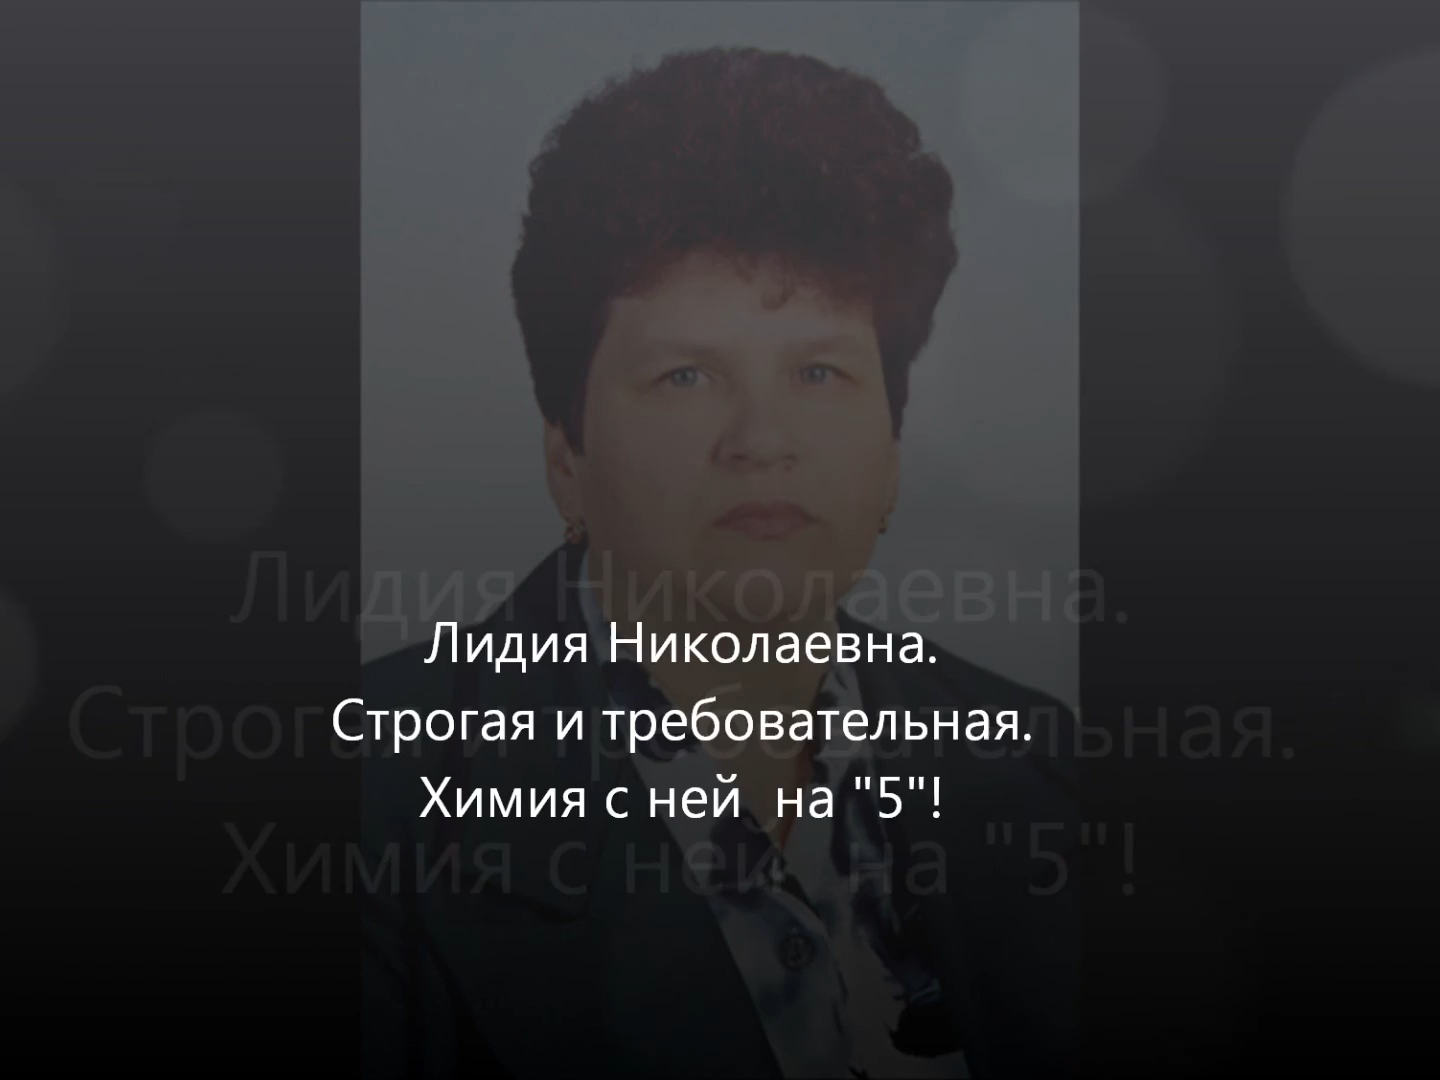 Лидия Николаевна.
Строгая и требовательная.
Химия с ней  на "5"!